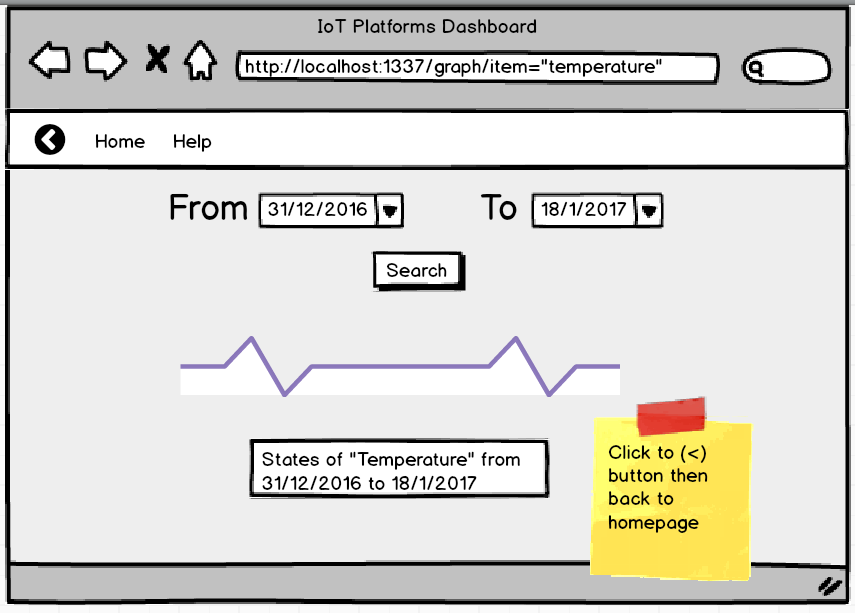 IoT Platforms Dashboard
http://localhost:1337/graph/item="temperature"
Home Help
From 31/12/2016 To 18/1/2017
Search
States of "Temperature" from
31/12/2016 to 18/1/2017
Click to (<)
button then
back to
homepage